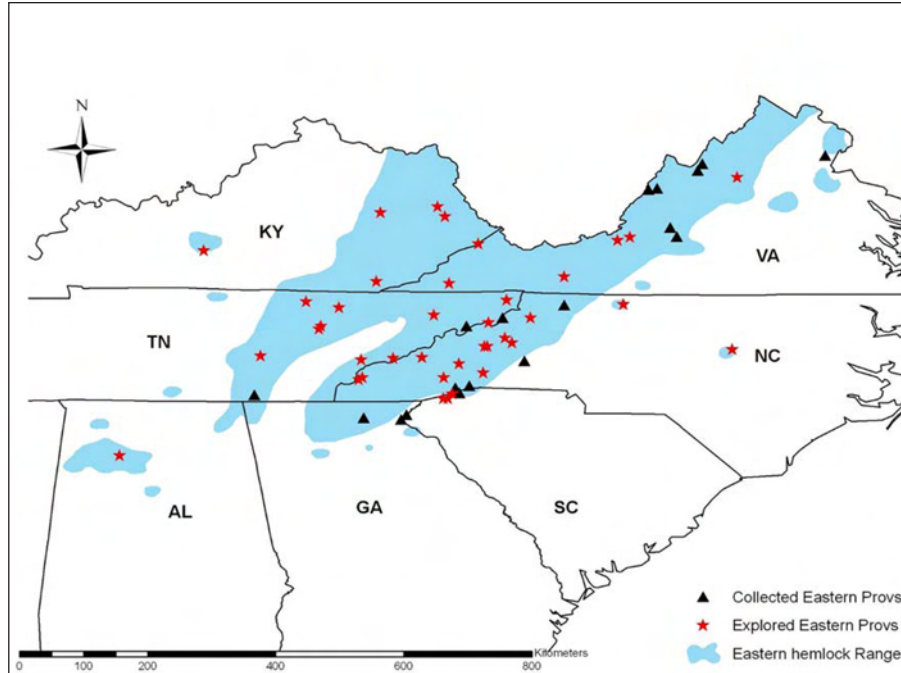 N
KY
VA
TN
NC
AL
GA
SC
Collected Eastern Provs
Explored Eastern Provs
Eastern hemlock Range
Kilometers
0 100 200 400 600 800